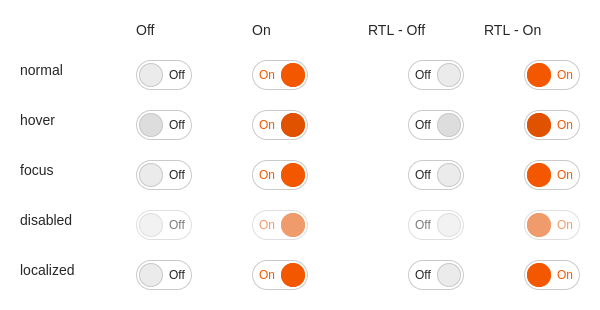 Off On RTL - Off RTL - On
normal Off On Off On
hover Off On Off On
focus Off On Off On
disabled Off On Off On
localized Off On Off On